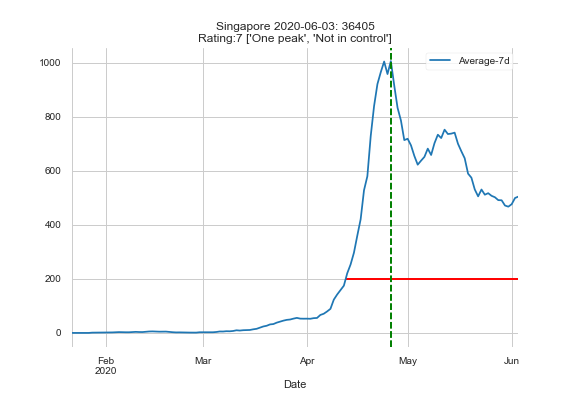 Singapore 2020-06-03: 36405
Rating:7 ['One peak', 'Not in control']
Average-7d
1000
800
600
400
200
0
Feb Mar Apr May Jun
2020
Date